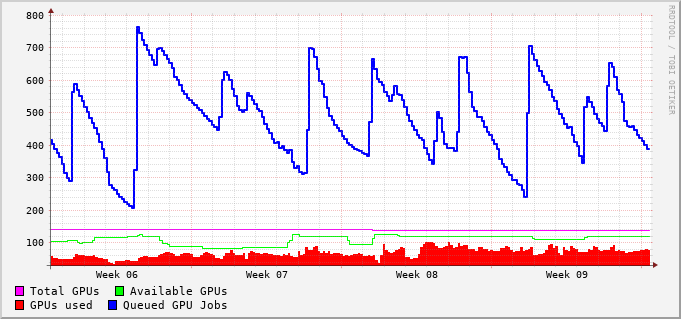 800
700
600
500
400
300
200
100
Week 06 Week 07 Week 08 Week 09
Total GPUs Available GPUs
GPUs used Queued GPU Jobs
RRDTOOL / TOBI OETIKER